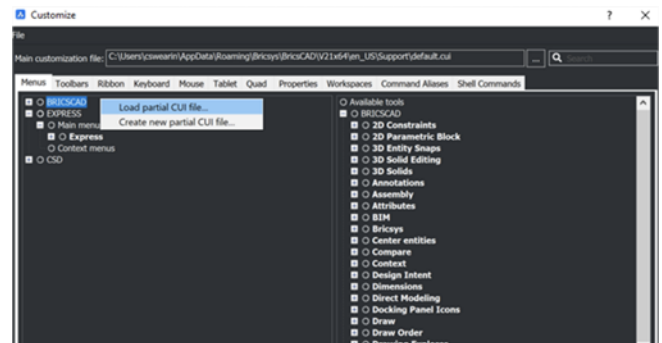 Customize
File
Main customization file: C:\Users\cswearin\AppData\Roaming\Bricsys\BricsCAD\V21x64\en_US\Support\default.cui ... Search
Menus Toolbars Ribbon Keyboard Mouse Tablet Quad Properties Workspaces Command Aliases Shell Commands
BRICSCAD
EXPRESS
Main menu
Express
Context menus
CSD
Load partial CUI file...
Create new partial CUI file...
Available tools
BRICSCAD
2D Constraints
2D Parametric Block
3D Entity Snaps
3D Solid Editing
3D Solids
Annotations
Assembly
Attributes
BIM
Bricsys
Center entities
Compare
Context
Design Intent
Dimensions
Direct Modeling
Docking Panel Icons
Draw
Draw Order
Drawing Explorer